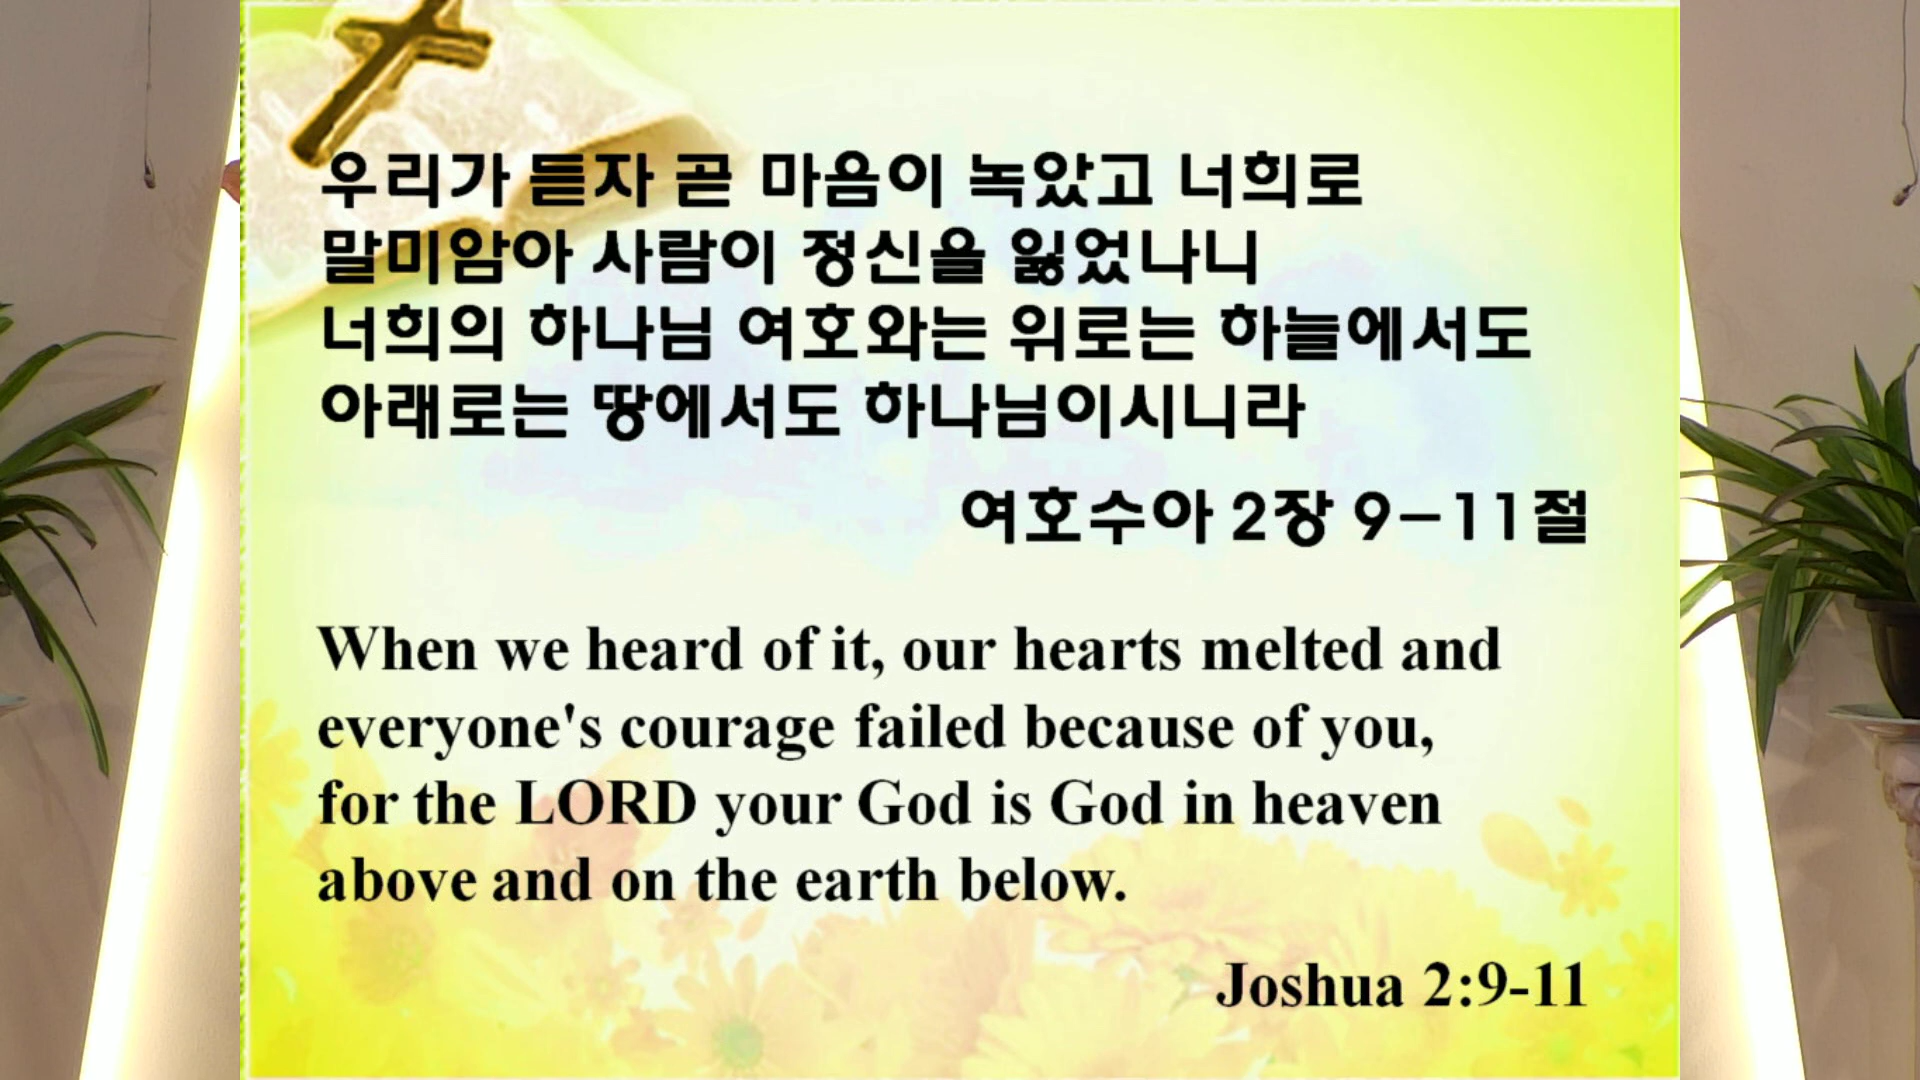 우리가 듣자 곧 마음이 녹았고 너희로
말미암아 사람이 정신을 잃었나니
너희의 하나님 여호와는 위로는 하늘에서도
아래로는 땅에서도 하나님이시니라
여호수아 2장 9-11절
When we heard of it, our hearts melted and
everyone's courage failed because of you,
for the LORD your God is God in heaven
above and on the earth below.
Joshua 2:9-11